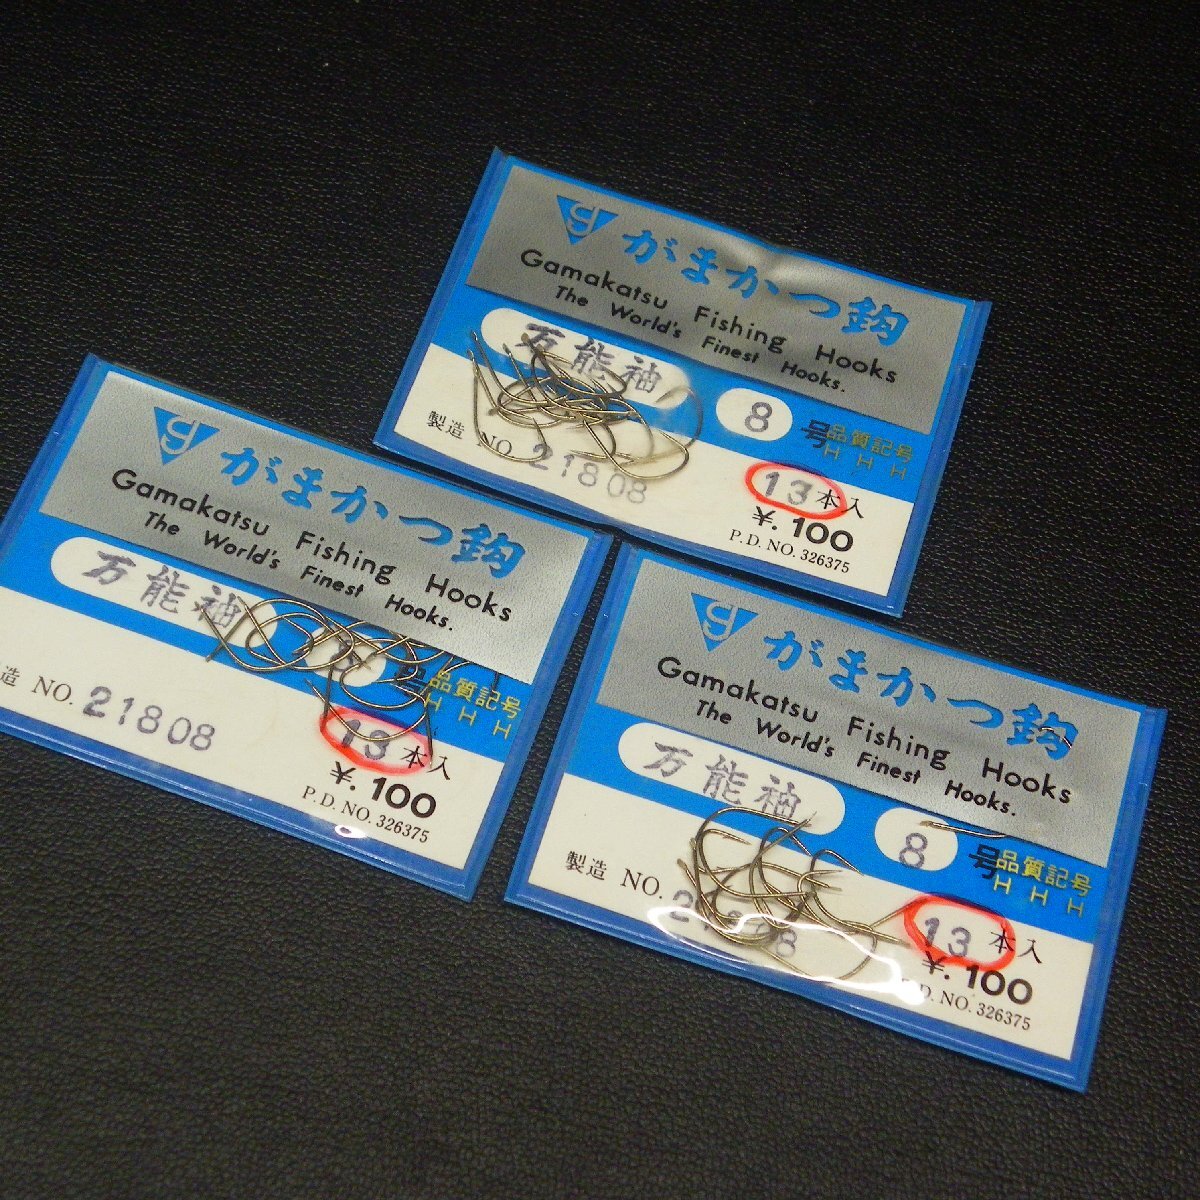 がまかつ鈎
Gamakatsu Fishing Hooks
The World's Finest Hooks.
万能袖 8 号
品質記号
H H H
製造 NO. 21808
13本入
¥.100
P.D. NO. 326375
がまかつ鈎
Gamakatsu Fishing Hooks
The World's Finest Hooks.
万能袖
品質記号
H H H
造 NO. 21808
13本入
¥.100
P.D. NO. 326375
がまかつ鈎
Gamakatsu Fishing Hooks
The World's Finest Hooks.
万能袖 8 号
品質記号
H H H
製造 NO.
13本入
¥.100
P.D. NO. 326375